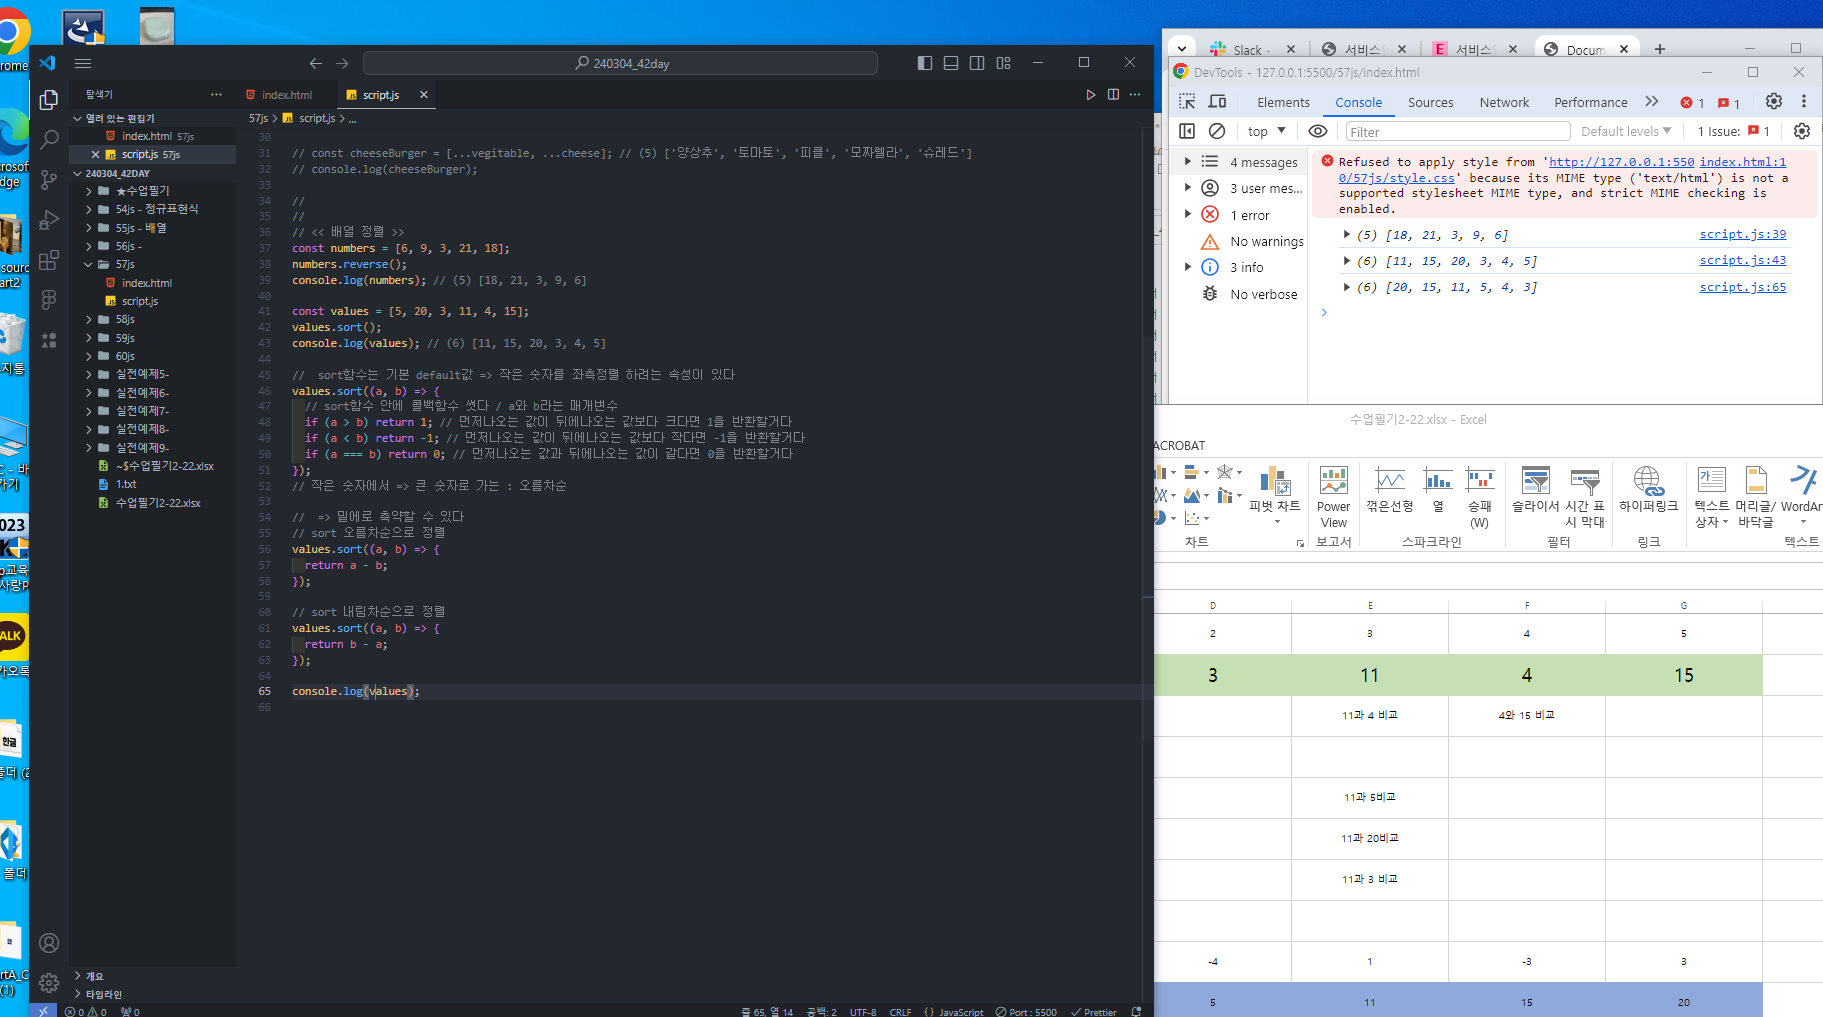 240304_42day
탐색기
index.html
script.js
57js > script.js > ...
열려 있는 편집기
index.html 57js
script.js 57js
240304_42DAY
★수업필기
54js - 정규표현식
55js - 배열
56js -
57js
index.html
script.js
58js
59js
60js
실전예제5-
실전예제6-
실전예제7-
실전예제8-
실전예제9-
~$수업필기2-22.xlsx
1.txt
수업필기2-22.xlsx
개요
타임라인
30
31 // const cheeseBurger = [...vegitable, ...cheese]; // (5) ['양상추', '토마토', '피클', '모짜렐라', '슈레드']
32 // console.log(cheeseBurger);
33
34 //
35 //
36 // << 배열 정렬 >>
37 const numbers = [6, 9, 3, 21, 18];
38 numbers.reverse();
39 console.log(numbers); // (5) [18, 21, 3, 9, 6]
40
41 const values = [5, 20, 3, 11, 4, 15];
42 values.sort();
43 console.log(values); // (6) [11, 15, 20, 3, 4, 5]
44
45 //  sort함수는 기본 default값 => 작은 숫자를 좌측정렬 하려는 속성이 있다
46 values.sort((a, b) => {
47 // sort함수 안에 콜백함수 썻다 / a와 b라는 매개변수
48 if (a > b) return 1; // 먼저나오는 값이 뒤에나오는 값보다 크다면 1을 반환할거다
49 if (a < b) return -1; // 먼저나오는 값이 뒤에나오는 값보다 작다면 -1을 반환할거다
50 if (a === b) return 0; // 먼저나오는 값과 뒤에나오는 값이 같다면 0을 반환할거다
51 });
52 // 작은 숫자에서 => 큰 숫자로 가는 : 오름차순
53
54 //  => 밑에로 축약할 수 있다
55 // sort 오름차순으로 정렬
56 values.sort((a, b) => {
57 return a - b;
58 });
59
60 // sort 내림차순으로 정렬
61 values.sort((a, b) => {
62 return b - a;
63 });
64
65 console.log(values);
66
0 0 0
줄 65, 열 14 공백: 2 UTF-8 CRLF {} JavaScript Port : 5500 Prettier
Slack - 서비스 서비스 Docum
DevTools - 127.0.0.1:5500/57js/index.html
Elements Console Sources Network Performance 1 1
top Filter Default levels 1 Issue: 1
4 messages
3 user mes...
1 error
No warnings
3 info
No verbose
Refused to apply style from 'http://127.0.0.1:550 index.html:1
0/57js/style.css' because its MIME type ('text/html') is not a
supported stylesheet MIME type, and strict MIME checking is
enabled.
(5) [18, 21, 3, 9, 6] script.js:39
(6) [11, 15, 20, 3, 4, 5] script.js:43
(6) [20, 15, 11, 5, 4, 3] script.js:65
수업필기2-22.xlsx - Excel
ACROBAT
피벗 차트
Power
View
꺾은선형
열
승패
(W)
슬라이서
시간 표
시 막대
하이퍼링크
텍스트
상자
머리글/
바닥글
WordAr
차트 보고서 스파크라인 필터 링크 텍스트
D E F G
2 3 4 5
3 11 4 15
11과 4 비교 4와 15 비교
11과 5비교
11과 20비교
11과 3 비교
-4 1 -3 3
5 11 15 20